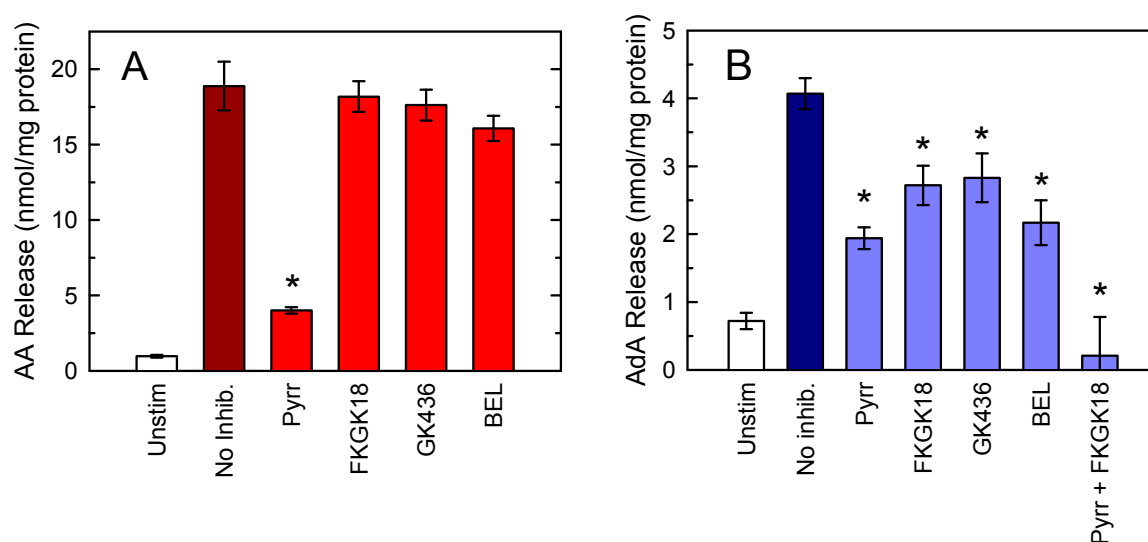 A
AA Release (nmol/mg protein)
20
15
10
5
0
*
Unstim
No Inhib.
Pyrr
FKGK18
GK436
BEL
B
AdA Release (nmol/mg protein)
5
4
3
2
1
0
*
*
*
*
*
Unstim
No inhib.
Pyrr
FKGK18
GK436
BEL
Pyrr + FKGK18